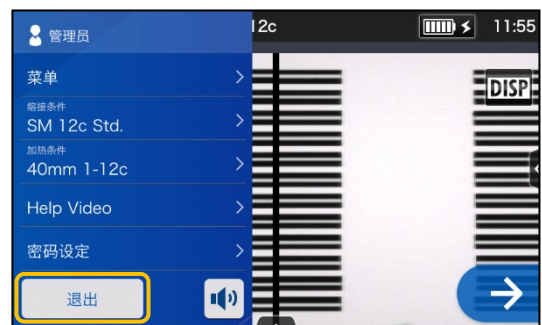 管理员
12c
11:55
菜单
DISP
熔接条件
SM 12c Std.
加热条件
40mm 1-12c
Help Video
密码设定
退出